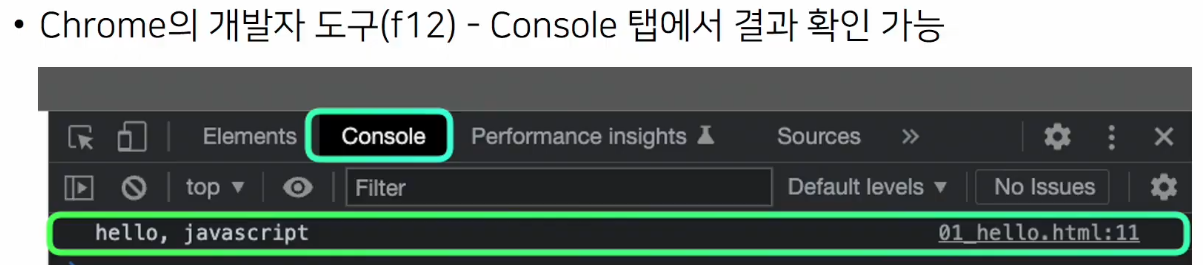 • Chrome의 개발자 도구(f12) - Console 탭에서 결과 확인 가능
Elements Console Performance insights Sources »
top ▼ Filter Default levels ▼ No Issues
hello, javascript 01_hello.html:11